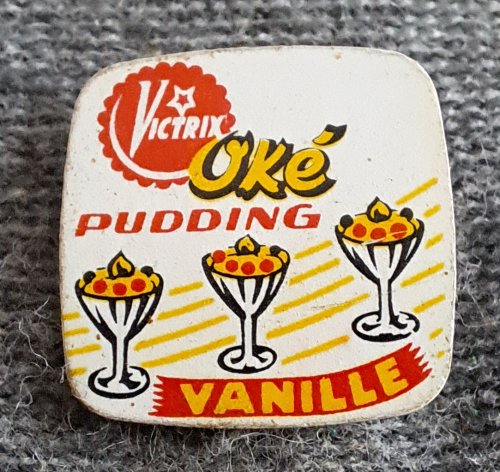 VICTRIX
Oké
PUDDING
VANILLE